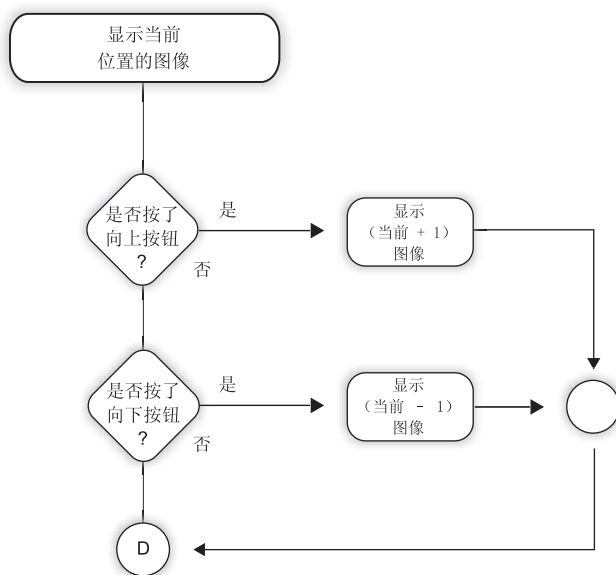 显示当前
位置的图像
是否按了
向上按钮
?
是
否
显示
（当前 + 1）
图像
是否按了
向下按钮
?
是
否
显示
（当前 - 1）
图像
D